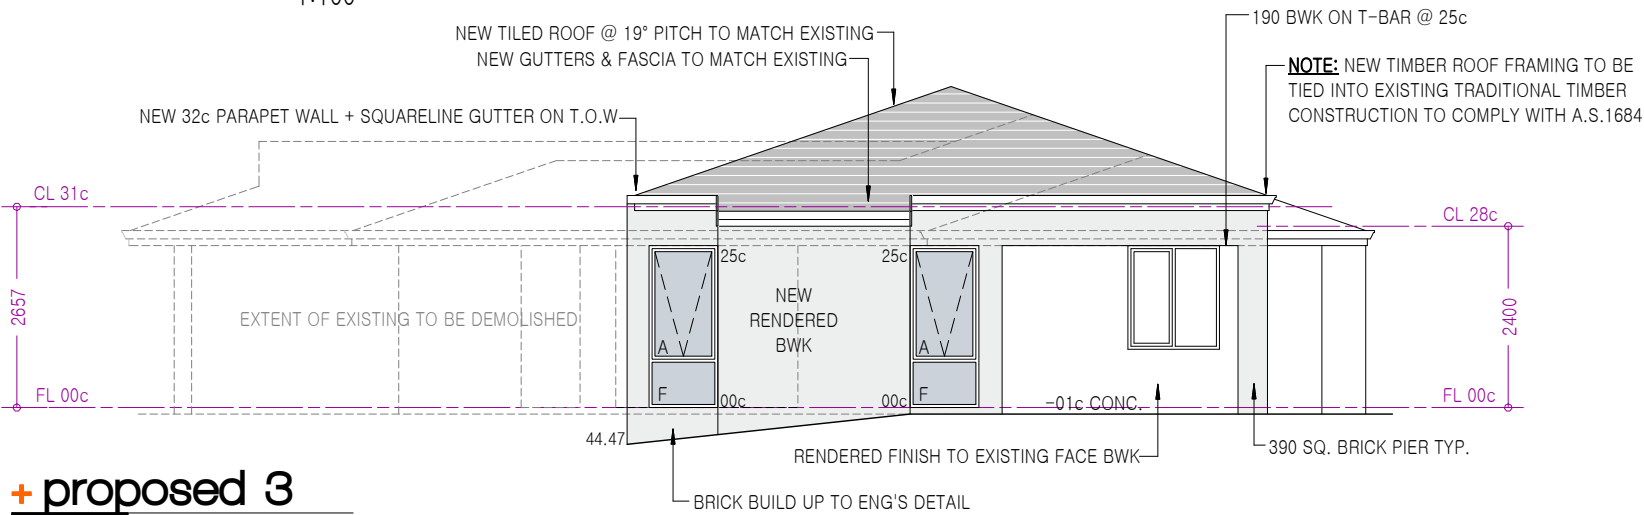 190 BWK ON T-BAR @ 25c
NEW TILED ROOF @ 19° PITCH TO MATCH EXISTING
NEW GUTTERS & FASCIA TO MATCH EXISTING
NOTE: NEW TIMBER ROOF FRAMING TO BE
TIED INTO EXISTING TRADITIONAL TIMBER
CONSTRUCTION TO COMPLY WITH A.S.1684
NEW 32c PARAPET WALL + SQUARELINE GUTTER ON T.O.W
CL 31c
CL 28c
25c
25c
2657
2400
EXTENT OF EXISTING TO BE DEMOLISHED
NEW
RENDERED
BWK
A
A
F
F
FL 00c
00c
00c
-01c CONC.
FL 00c
44.47
RENDERED FINISH TO EXISTING FACE BWK
390 SQ. BRICK PIER TYP.
BRICK BUILD UP TO ENG'S DETAIL
+ proposed 3